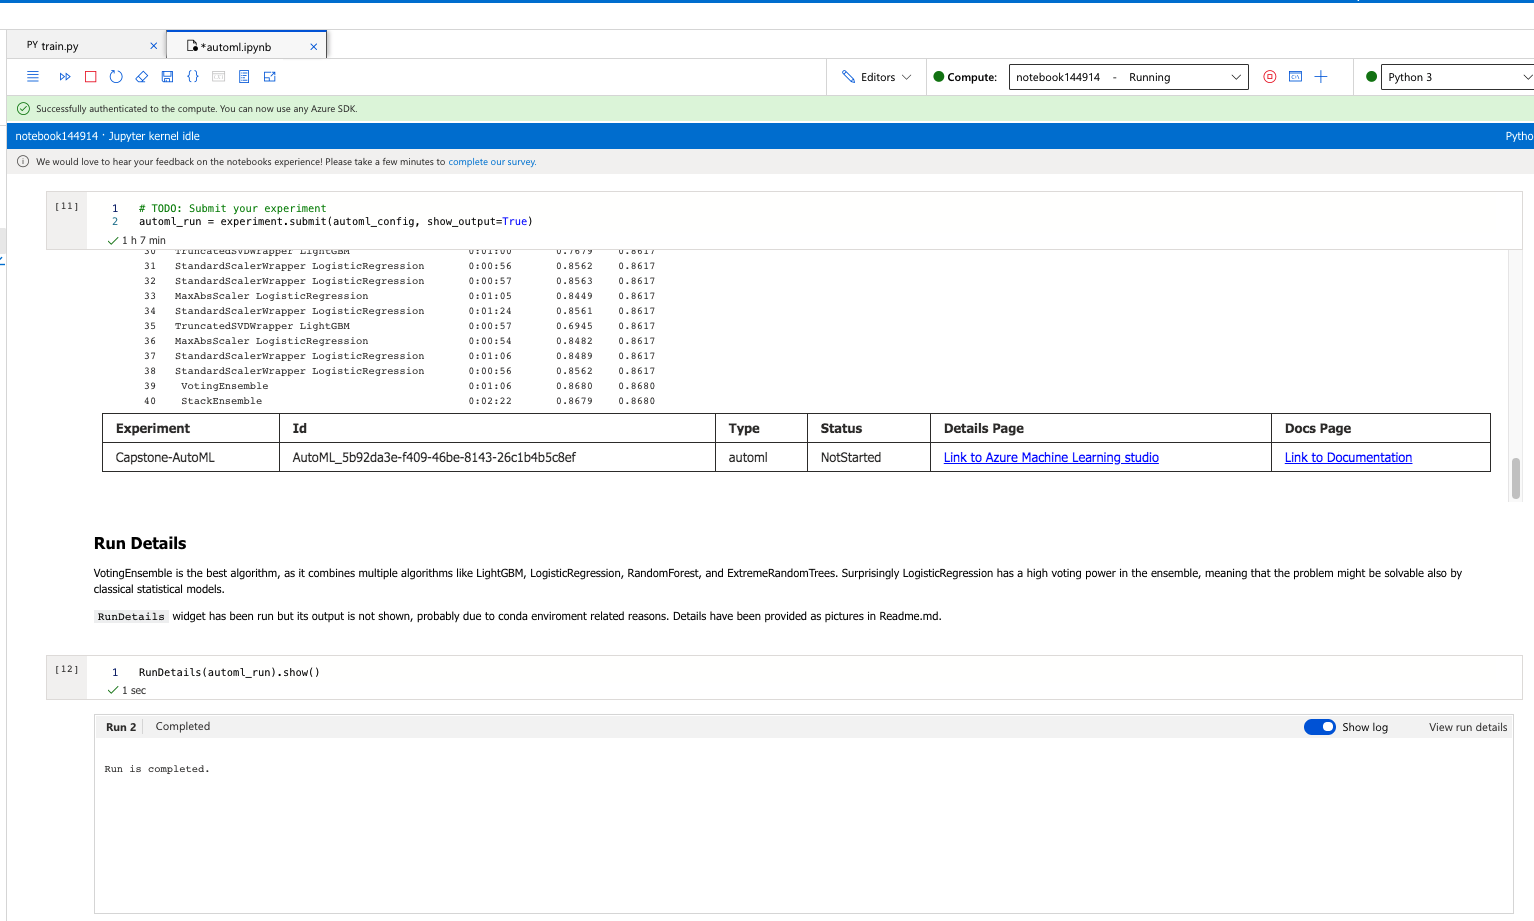 PY train.py × *automl.ipynb ×
Editors Compute: notebook144914 - Running Python 3
Successfully authenticated to the compute. You can now use any Azure SDK.
notebook144914 · Jupyter kernel idle Pytho
We would love to hear your feedback on the notebooks experience! Please take a few minutes to complete our survey.
[11] 1 # TODO: Submit your experiment
2 automl_run = experiment.submit(automl_config, show_output=True)
1 h 7 min
30 TruncatedSVDWrapper LightGBM 0:01:00 0.7679 0.8617
31 StandardScalerWrapper LogisticRegression 0:00:56 0.8562 0.8617
32 StandardScalerWrapper LogisticRegression 0:00:57 0.8563 0.8617
33 MaxAbsScaler LogisticRegression 0:01:05 0.8449 0.8617
34 StandardScalerWrapper LogisticRegression 0:01:24 0.8561 0.8617
35 TruncatedSVDWrapper LightGBM 0:00:57 0.6945 0.8617
36 MaxAbsScaler LogisticRegression 0:00:54 0.8482 0.8617
37 StandardScalerWrapper LogisticRegression 0:01:06 0.8489 0.8617
38 StandardScalerWrapper LogisticRegression 0:00:56 0.8562 0.8617
39 VotingEnsemble 0:01:06 0.8680 0.8680
40 StackEnsemble 0:02:22 0.8679 0.8680
Experiment Id Type Status Details Page Docs Page
Capstone-AutoML AutoML_5b92da3e-f409-46be-8143-26c1b4b5c8ef automl NotStarted Link to Azure Machine Learning studio Link to Documentation
Run Details
VotingEnsemble is the best algorithm, as it combines multiple algorithms like LightGBM, LogisticRegression, RandomForest, and ExtremeRandomTrees. Surprisingly LogisticRegression has a high voting power in the ensemble, meaning that the problem might be solvable also by
classical statistical models.
RunDetails widget has been run but its output is not shown, probably due to conda enviroment related reasons. Details have been provided as pictures in Readme.md.
[12] 1 RunDetails(automl_run).show()
1 sec
Run 2 Completed Show log View run details
Run is completed.